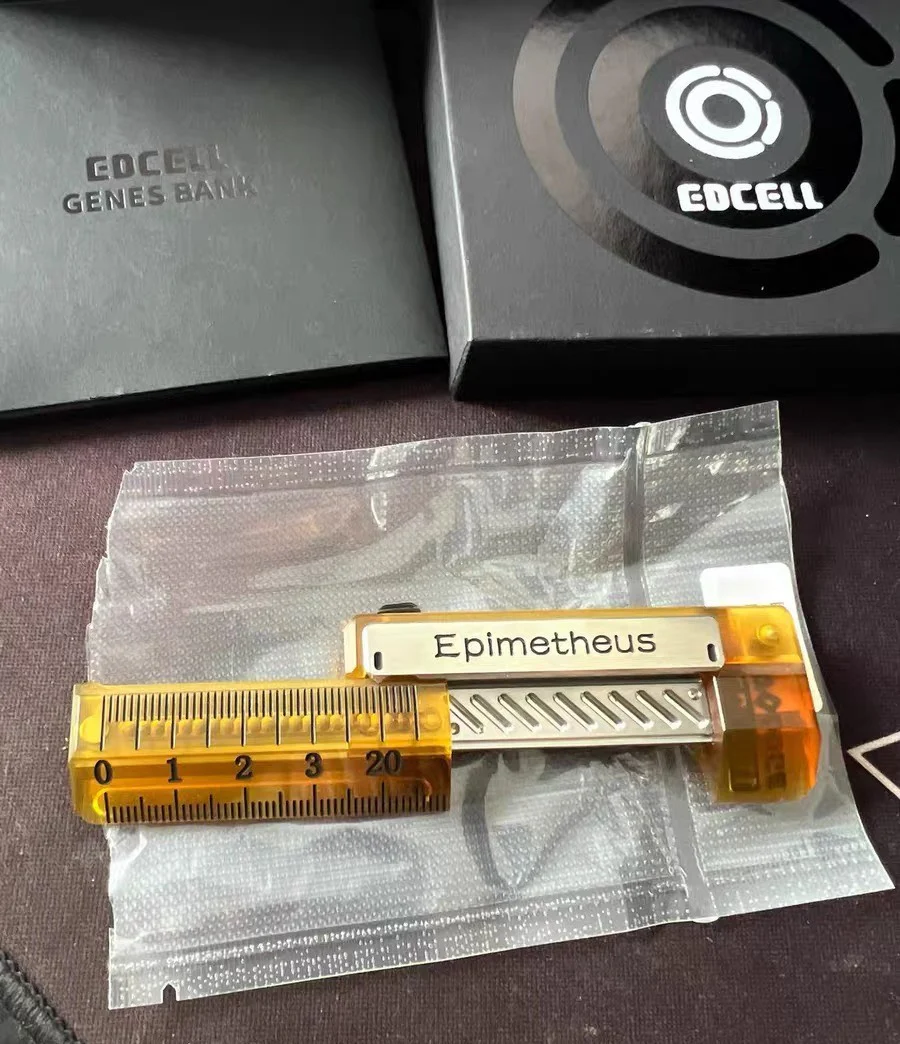 EDCELL
GENES BANK
EDCELL
Epimetheus
0 1 2 3 20